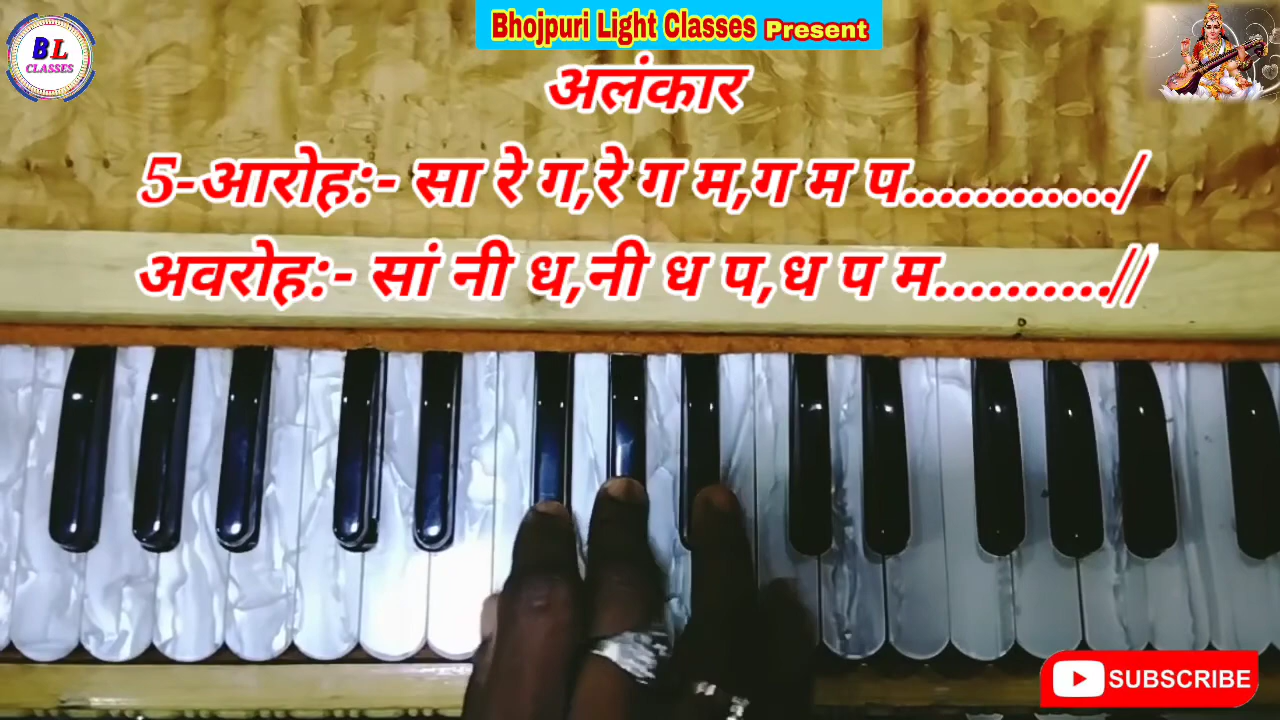 BL
CLASSES
Bhojpuri Light Classes Present
अलंकार
5-आरोह:- सा रे ग,रे ग म,ग म प............/
अवरोह:- सां नी ध,नी ध प,ध प म..........//
SUBSCRIBE